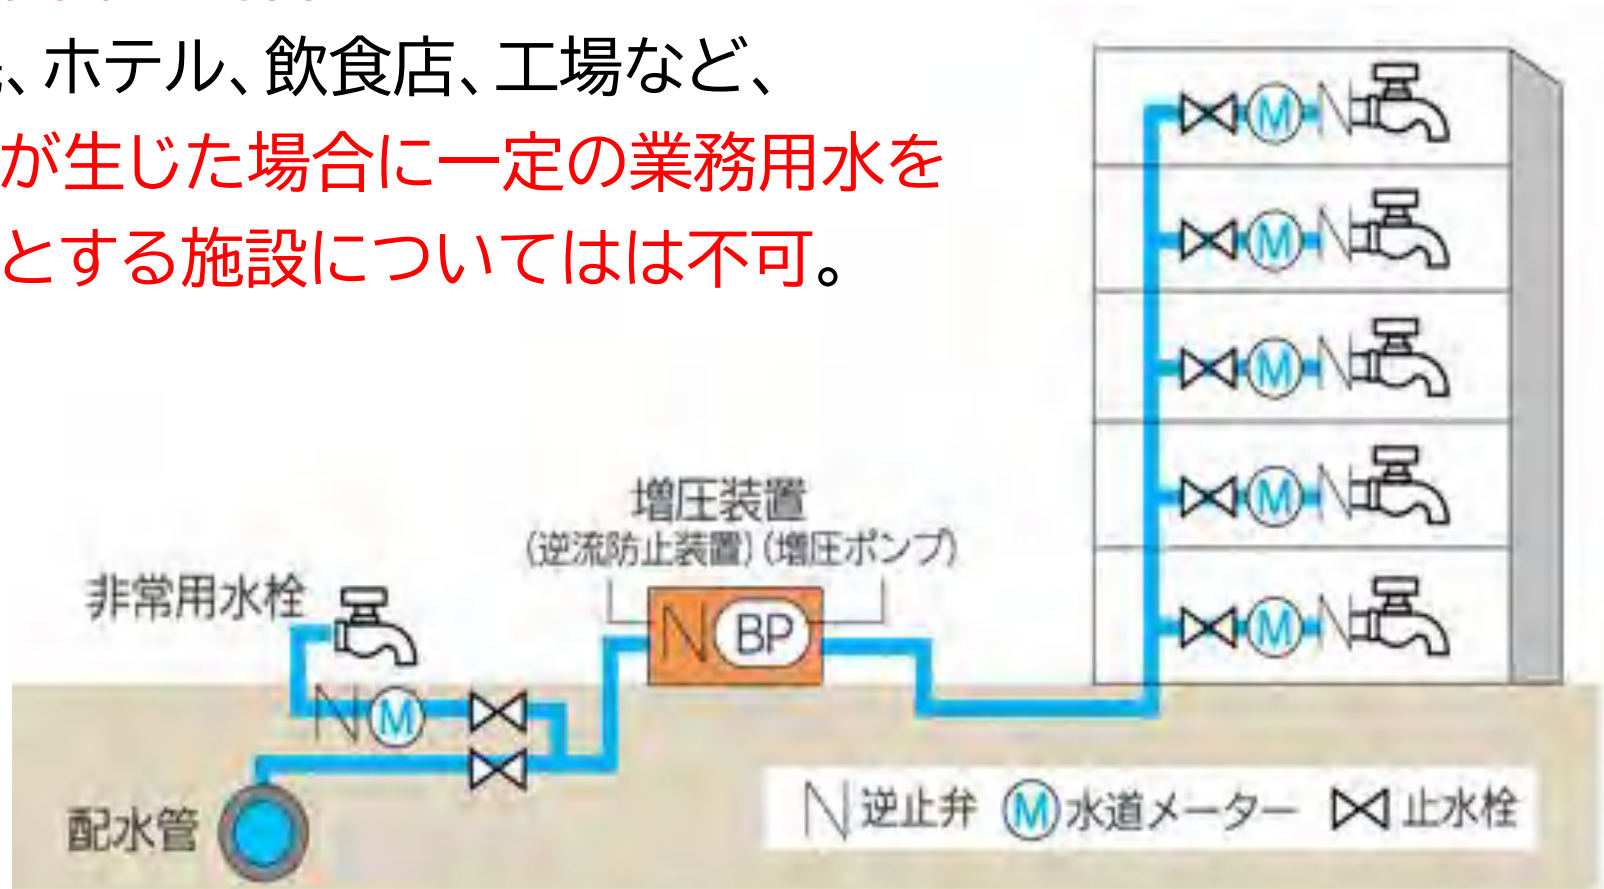 、ホテル、飲食店、工場など、
が生じた場合に一定の業務用水を
とする施設についてはは不可。
増圧装置
(逆流防止装置)(増圧ポンプ)
非常用水栓
N BP
M N
M N
M N
M N
M N
N M
配水管
N 逆止弁 M 水道メーター 止水栓